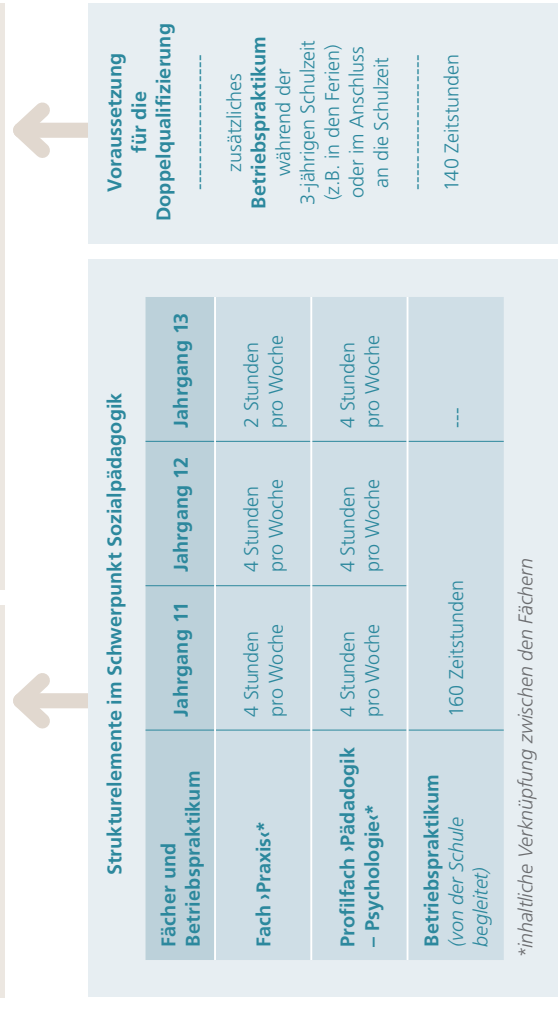 Strukturelemente im Schwerpunkt Sozialpädagogik
Fächer und
Betriebspraktikum
Jahrgang 11
Jahrgang 12
Jahrgang 13
Fach ›Praxis‹*
4 Stunden
pro Woche
4 Stunden
pro Woche
2 Stunden
pro Woche
Profilfach ›Pädadogik
– Psychologie‹*
4 Stunden
pro Woche
4 Stunden
pro Woche
4 Stunden
pro Woche
Betriebspraktikum
(von der Schule
begleitet)
160 Zeitstunden
---
*inhaltliche Verknüpfung zwischen den Fächern
Voraussetzung
für die
Doppelqualifizierung
-----------------------------
zusätzliches
Betriebspraktikum
während der
3-jährigen Schulzeit
(z.B. in den Ferien)
oder im Anschluss
an die Schulzeit
-----------------------------
140 Zeitstunden